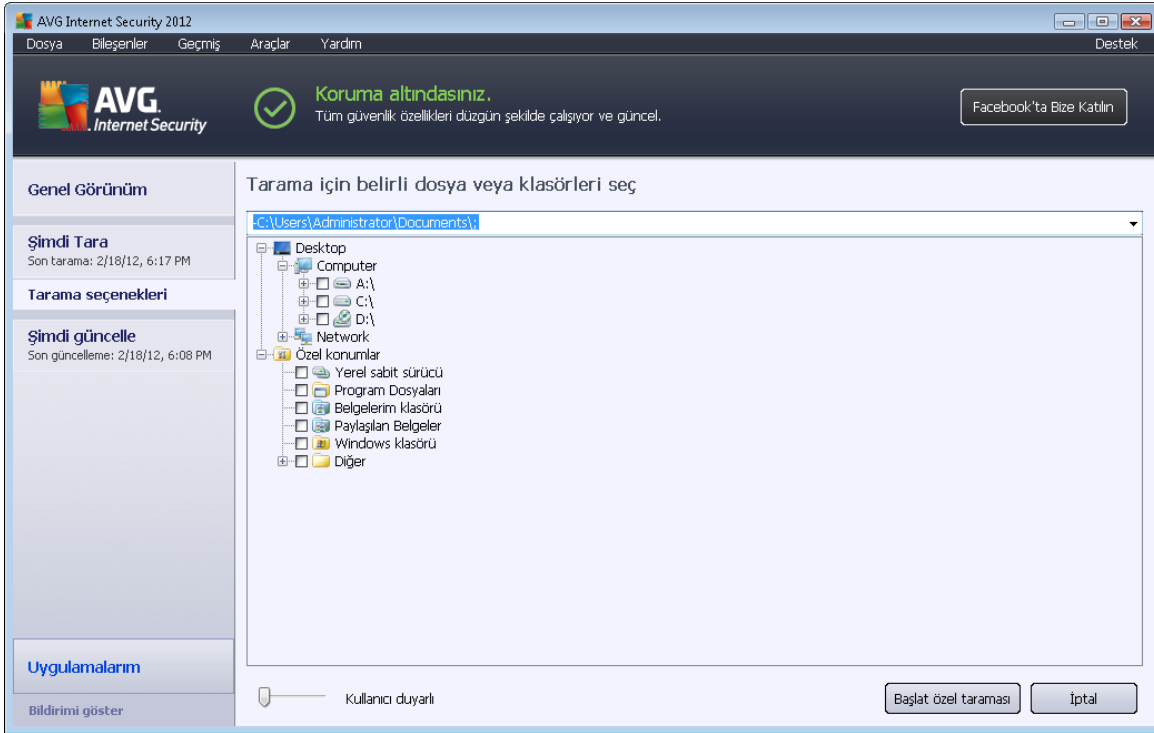 AVG Internet Security 2012
Dosya Bileşenler Geçmiş Araçlar Yardım Destek
AVG.
Internet Security
Koruma altındasınız.
Tüm güvenlik özellikleri düzgün şekilde çalışıyor ve güncel.
Facebook'ta Bize Katılın
Genel Görünüm
Şimdi Tara
Son tarama: 2/18/12, 6:17 PM
Tarama seçenekleri
Şimdi güncelle
Son güncelleme: 2/18/12, 6:08 PM
Uygulamalarım
Bildirimi göster
Tarama için belirli dosya veya klasörleri seç
-C:\Users\Administrator\Documents\;
Desktop
Computer
A:\
C:\
D:\
Network
Özel konumlar
Yerel sabit sürücü
Program Dosyaları
Belgelerim klasörü
Paylaşılan Belgeler
Windows klasörü
Diğer
Kullanıcı duyarlı
Başlat özel taraması
İptal